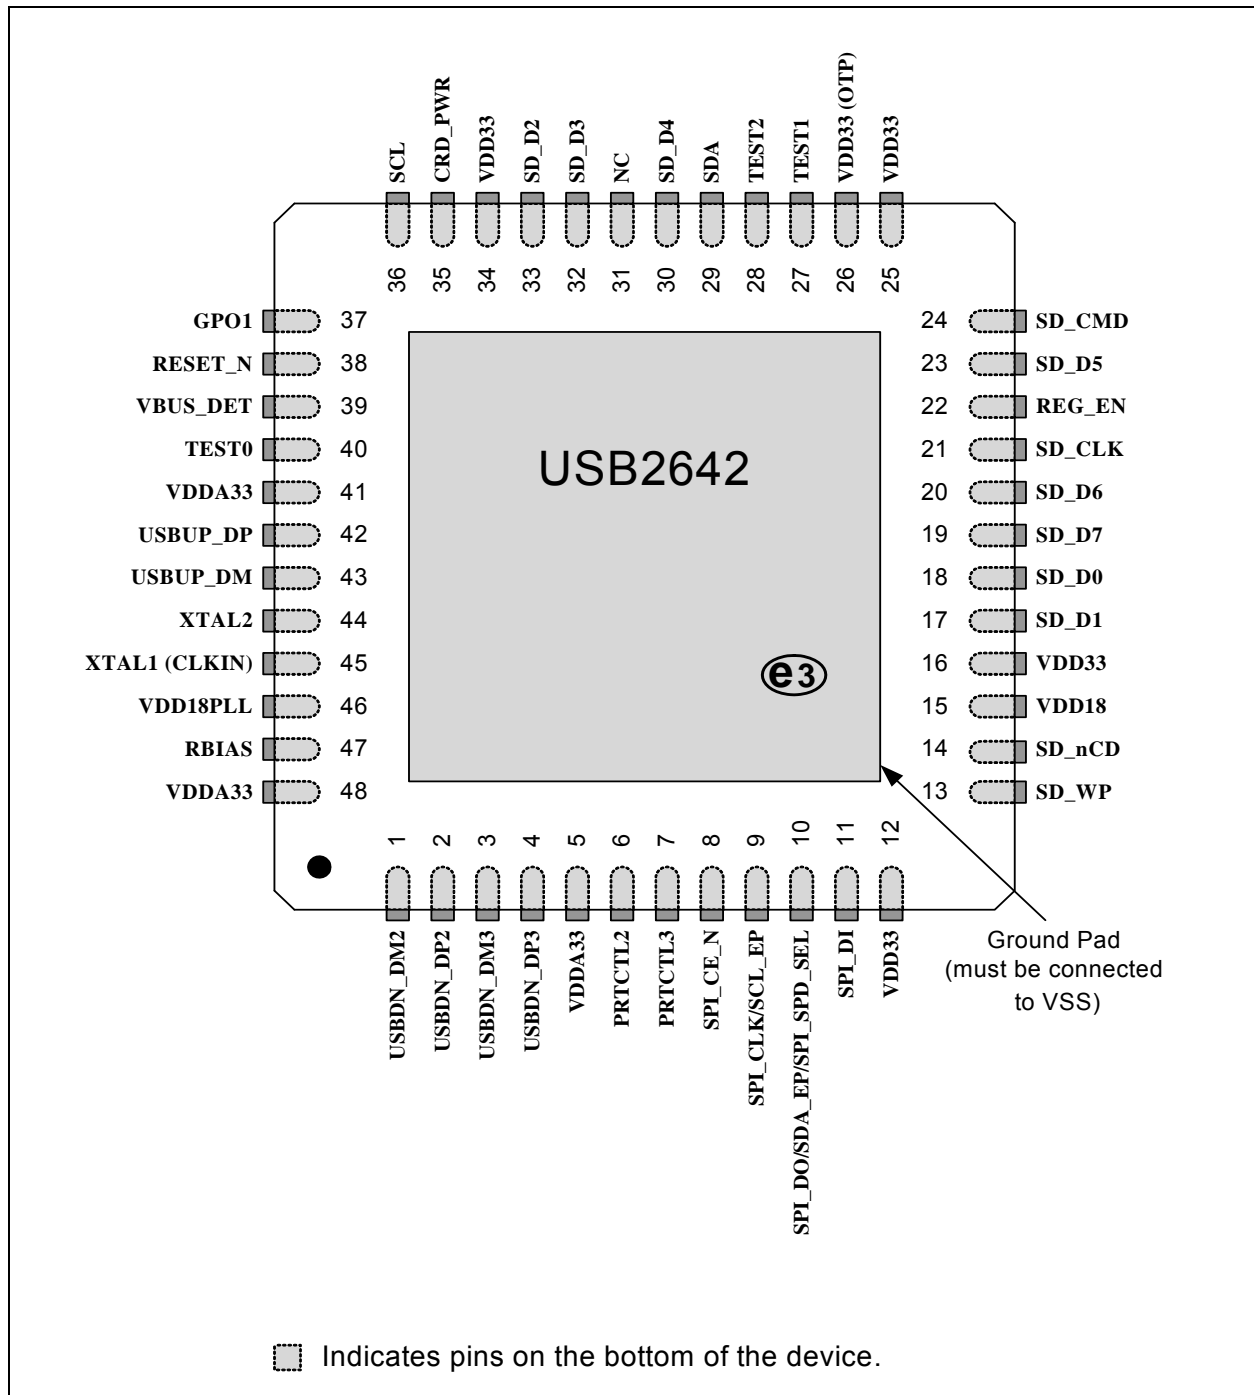 SCL
CRD_PWR
VDD33
SD_D2
SD_D3
NC
SD_D4
SDA
TEST2
TEST1
VDD33 (OTP)
VDD33
36
35
34
33
32
31
30
29
28
27
26
25
GPO1 37
RESET_N 38
VBUS_DET 39
TEST0 40
VDDA33 41
USBUP_DP 42
USBUP_DM 43
XTAL2 44
XTAL1 (CLKIN) 45
VDD18PLL 46
RBIAS 47
VDDA33 48
USB2642
e3
24 SD_CMD
23 SD_D5
22 REG_EN
21 SD_CLK
20 SD_D6
19 SD_D7
18 SD_D0
17 SD_D1
16 VDD33
15 VDD18
14 SD_nCD
13 SD_WP
1
2
3
4
5
6
7
8
9
10
11
12
USBDN_DM2
USBDN_DP2
USBDN_DM3
USBDN_DP3
VDDA33
PRTCTL2
PRTCTL3
SPI_CE_N
SPI_CLK/SCL_EP
SPI_DO/SDA_EP/SPI_SPD_SEL
SPI_DI
VDD33
Ground Pad
(must be connected
to VSS)
Indicates pins on the bottom of the device.